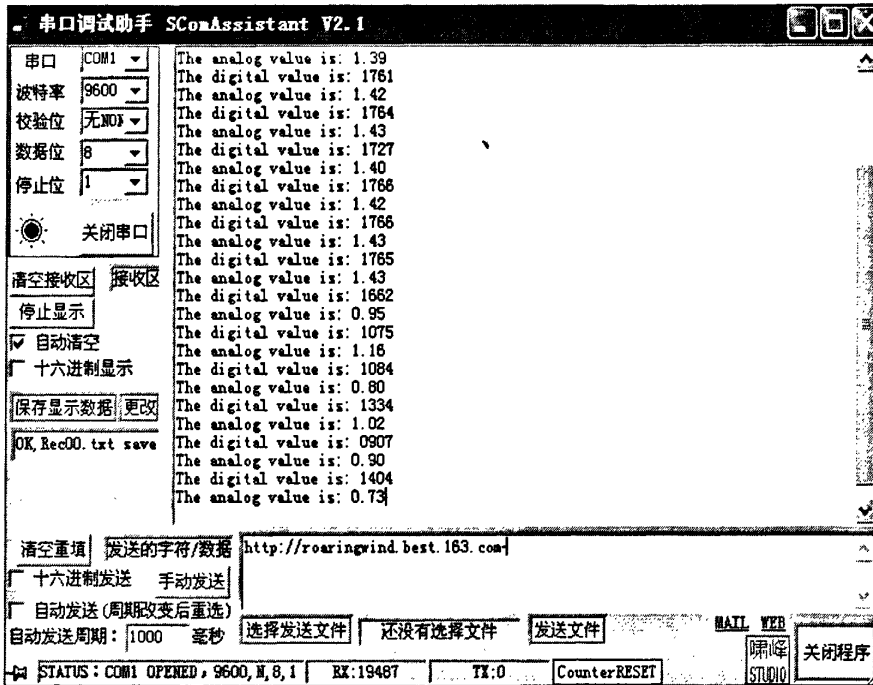 串口调试助手 SComAssistant V2.1
串口 COM1
波特率 9600
校验位 无NON
数据位 8
停止位 1
关闭串口
清空接收区 接收区
停止显示
自动清空
十六进制显示
保存显示数据 更改
OK,Rec00.txt save
The analog value is: 1.39
The digital value is: 1761
The analog value is: 1.42
The digital value is: 1764
The analog value is: 1.43
The digital value is: 1727
The analog value is: 1.40
The digital value is: 1766
The analog value is: 1.42
The digital value is: 1766
The analog value is: 1.43
The digital value is: 1765
The analog value is: 1.43
The digital value is: 1662
The analog value is: 0.95
The digital value is: 1075
The analog value is: 1.16
The digital value is: 1084
The analog value is: 0.80
The digital value is: 1334
The analog value is: 1.02
The digital value is: 0907
The analog value is: 0.90
The digital value is: 1404
The analog value is: 0.73
清空重填 发送的字符/数据 http://roaringwind.best.163.com
十六进制发送 手动发送
自动发送(周期改变后重选)
自动发送周期: 1000 毫秒 选择发送文件 还没有选择文件 发送文件 MAIL WEB
啸峰 STUDIO 关闭程序
STATUS:COM1 OPENED,9600,N,8,1 RX:19487 TX:0 CounterRESET